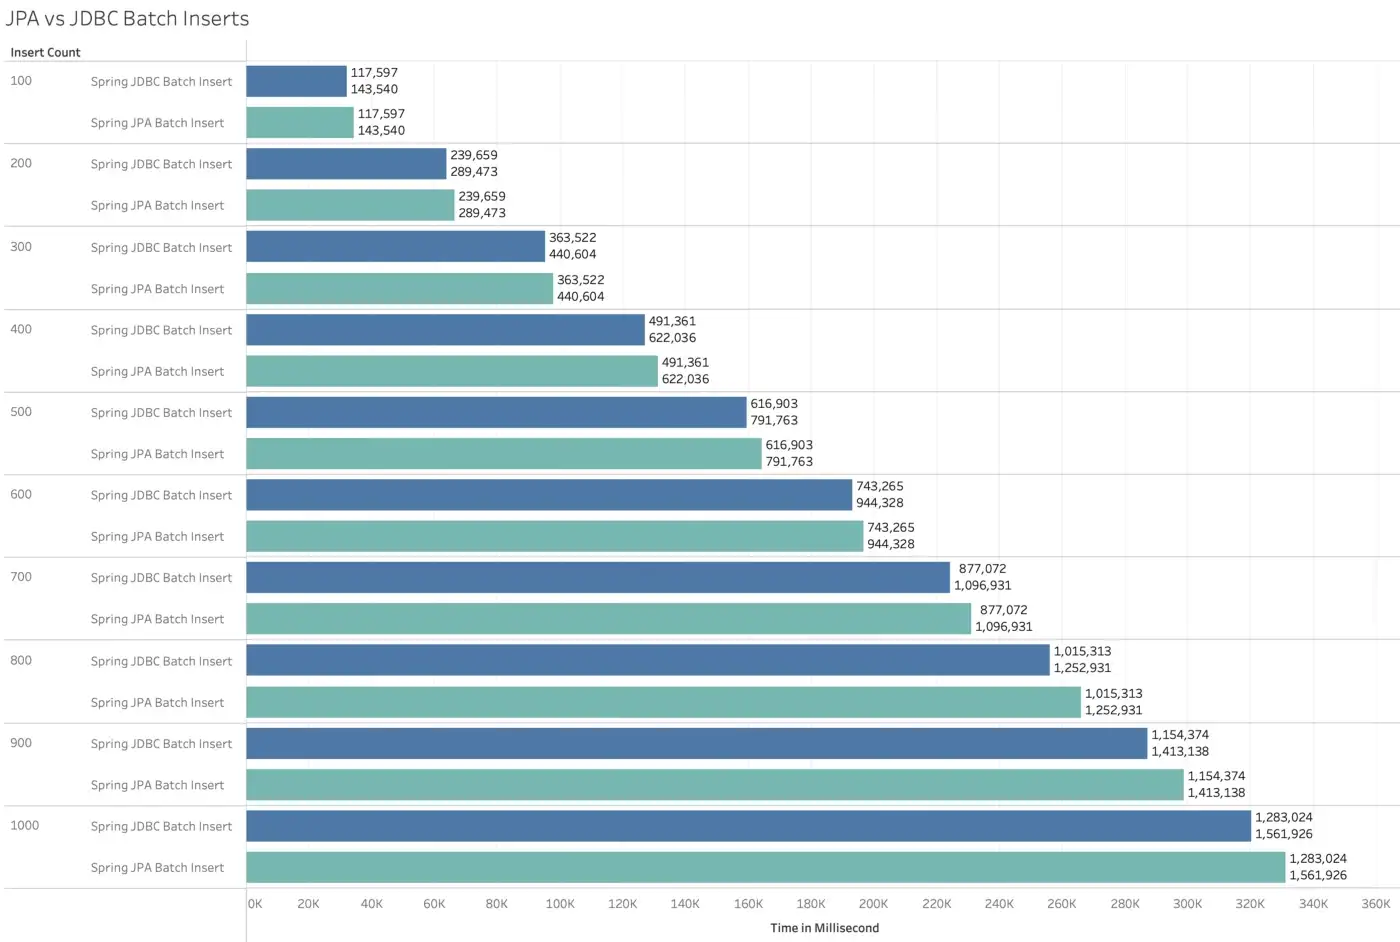 JPA vs JDBC Batch Inserts
Insert Count
100
Spring JDBC Batch Insert
117,597
143,540
Spring JPA Batch Insert
117,597
143,540
200
Spring JDBC Batch Insert
239,659
289,473
Spring JPA Batch Insert
239,659
289,473
300
Spring JDBC Batch Insert
363,522
440,604
Spring JPA Batch Insert
363,522
440,604
400
Spring JDBC Batch Insert
491,361
622,036
Spring JPA Batch Insert
491,361
622,036
500
Spring JDBC Batch Insert
616,903
791,763
Spring JPA Batch Insert
616,903
791,763
600
Spring JDBC Batch Insert
743,265
944,328
Spring JPA Batch Insert
743,265
944,328
700
Spring JDBC Batch Insert
877,072
1,096,931
Spring JPA Batch Insert
877,072
1,096,931
800
Spring JDBC Batch Insert
1,015,313
1,252,931
Spring JPA Batch Insert
1,015,313
1,252,931
900
Spring JDBC Batch Insert
1,154,374
1,413,138
Spring JPA Batch Insert
1,154,374
1,413,138
1000
Spring JDBC Batch Insert
1,283,024
1,561,926
Spring JPA Batch Insert
1,283,024
1,561,926
0K 20K 40K 60K 80K 100K 120K 140K 160K 180K 200K 220K 240K 260K 280K 300K 320K 340K 360K
Time in Millisecond